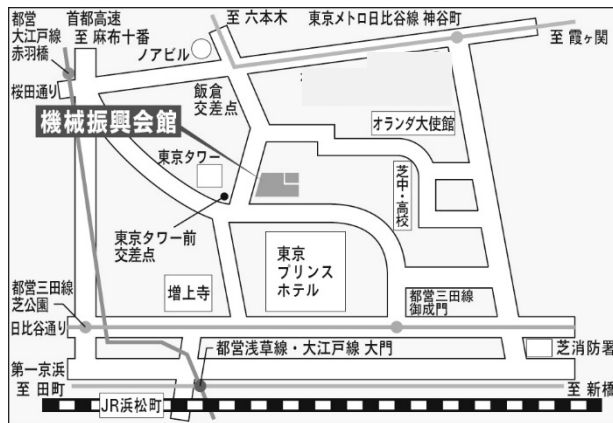 都営
大江戸線
赤羽橋
首都高速
至 麻布十番
至 六本木
東京メトロ日比谷線 神谷町
至 霞ヶ関
ノアビル
桜田通り
飯倉
交差点
オランダ大使館
機械振興会館
東京タワー
芝中・高校
東京タワー前
交差点
東京
プリンス
ホテル
増上寺
都営三田線
芝公園
都営三田線
御成門
日比谷通り
都営浅草線・大江戸線 大門
芝消防署
第一京浜
至 田町
至 新橋
JR浜松町